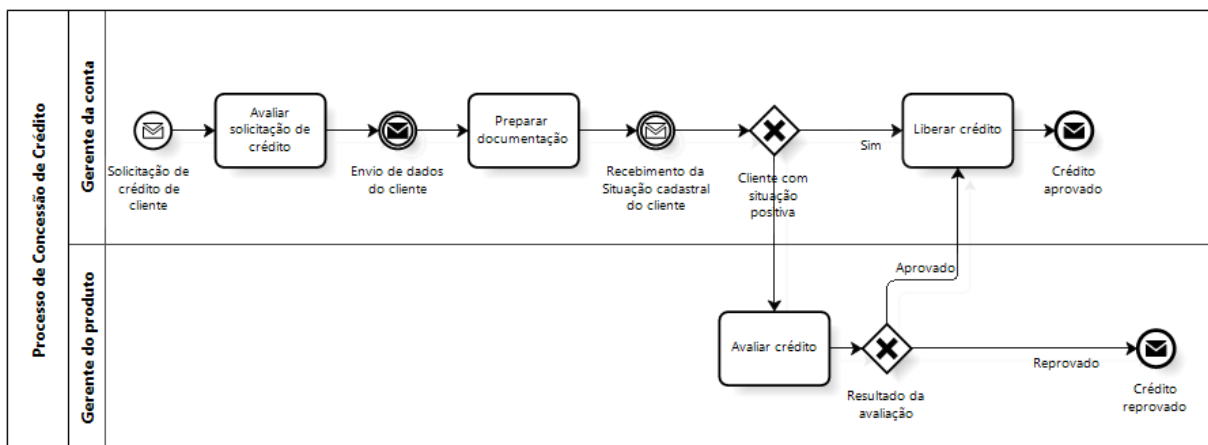 Processo de Concessão de Crédito
Gerente da conta
Solicitação de
crédito de
cliente
Avaliar
solicitação de
crédito
Envio de dados
do cliente
Preparar
documentação
Recebimento da
Situação cadastral
do cliente
Cliente com
situação
positiva
Sim
Liberar crédito
Crédito
aprovado
Gerente do produto
Avaliar crédito
Resultado da
avaliação
Aprovado
Reprovado
Crédito
reprovado